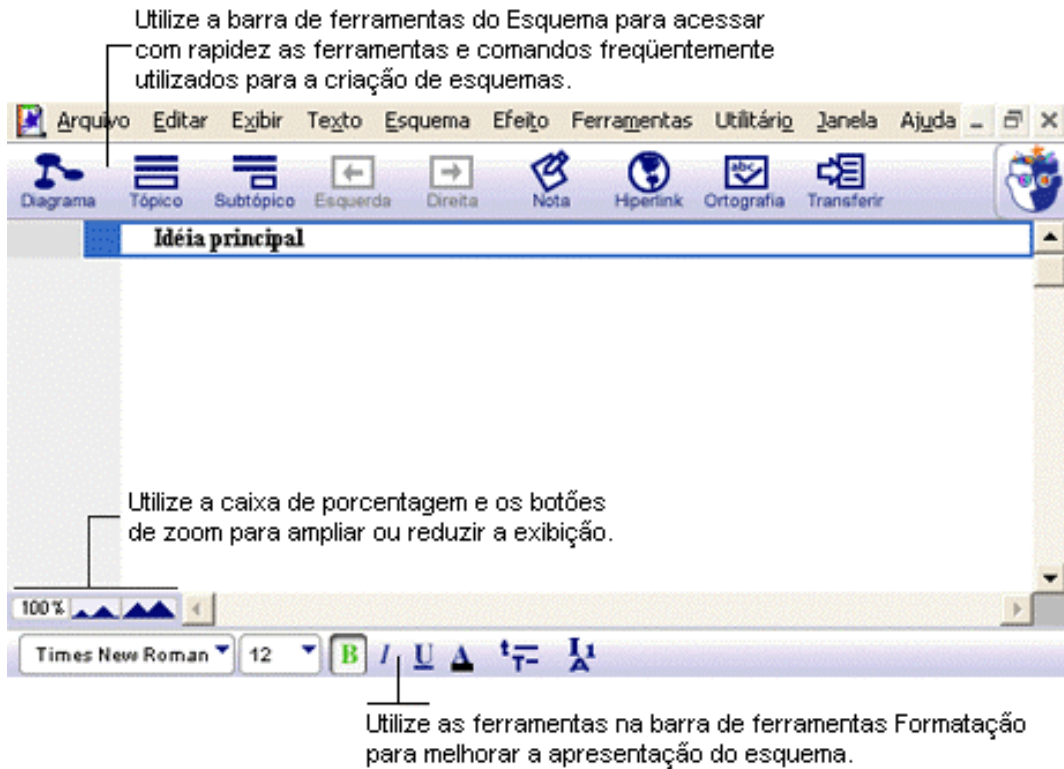 Utilize a barra de ferramentas do Esquema para acessar
com rapidez as ferramentas e comandos freqüentemente
utilizados para a criação de esquemas.
Arquivo Editar Exibir Texto Esquema Efeito Ferramentas Utilitário Janela Ajuda
Diagrama Tópico Subtópico Esquerda Direita Nota Hiperlink Ortografia Transferir
Idéia principal
Utilize a caixa de porcentagem e os botões
de zoom para ampliar ou reduzir a exibição.
100%
Times New Roman 12 B I U A
Utilize as ferramentas na barra de ferramentas Formatação
para melhorar a apresentação do esquema.